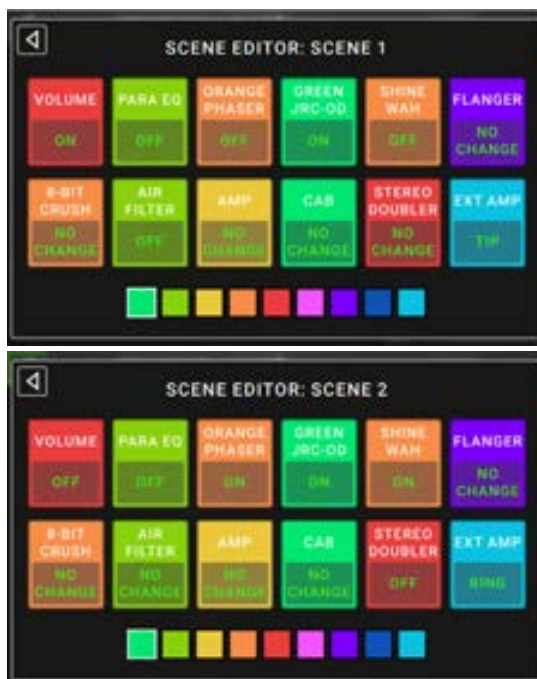 SCENE EDITOR: SCENE 1
VOLUME
ON
PARA EQ
OFF
ORANGE
PHASER
OFF
GREEN
JRC-OD
ON
SHINE
WAH
OFF
FLANGER
NO
CHANGE
8-BIT
CRUSH
NO
CHANGE
AIR
FILTER
OFF
AMP
NO
CHANGE
CAB
NO
CHANGE
STEREO
DOUBLER
NO
CHANGE
EXT AMP
TIP
SCENE EDITOR: SCENE 2
VOLUME
OFF
PARA EQ
OFF
ORANGE
PHASER
ON
GREEN
JRC-OD
ON
SHINE
WAH
ON
FLANGER
NO
CHANGE
8-BIT
CRUSH
NO
CHANGE
AIR
FILTER
NO
CHANGE
AMP
NO
CHANGE
CAB
NO
CHANGE
STEREO
DOUBLER
OFF
EXT AMP
RING